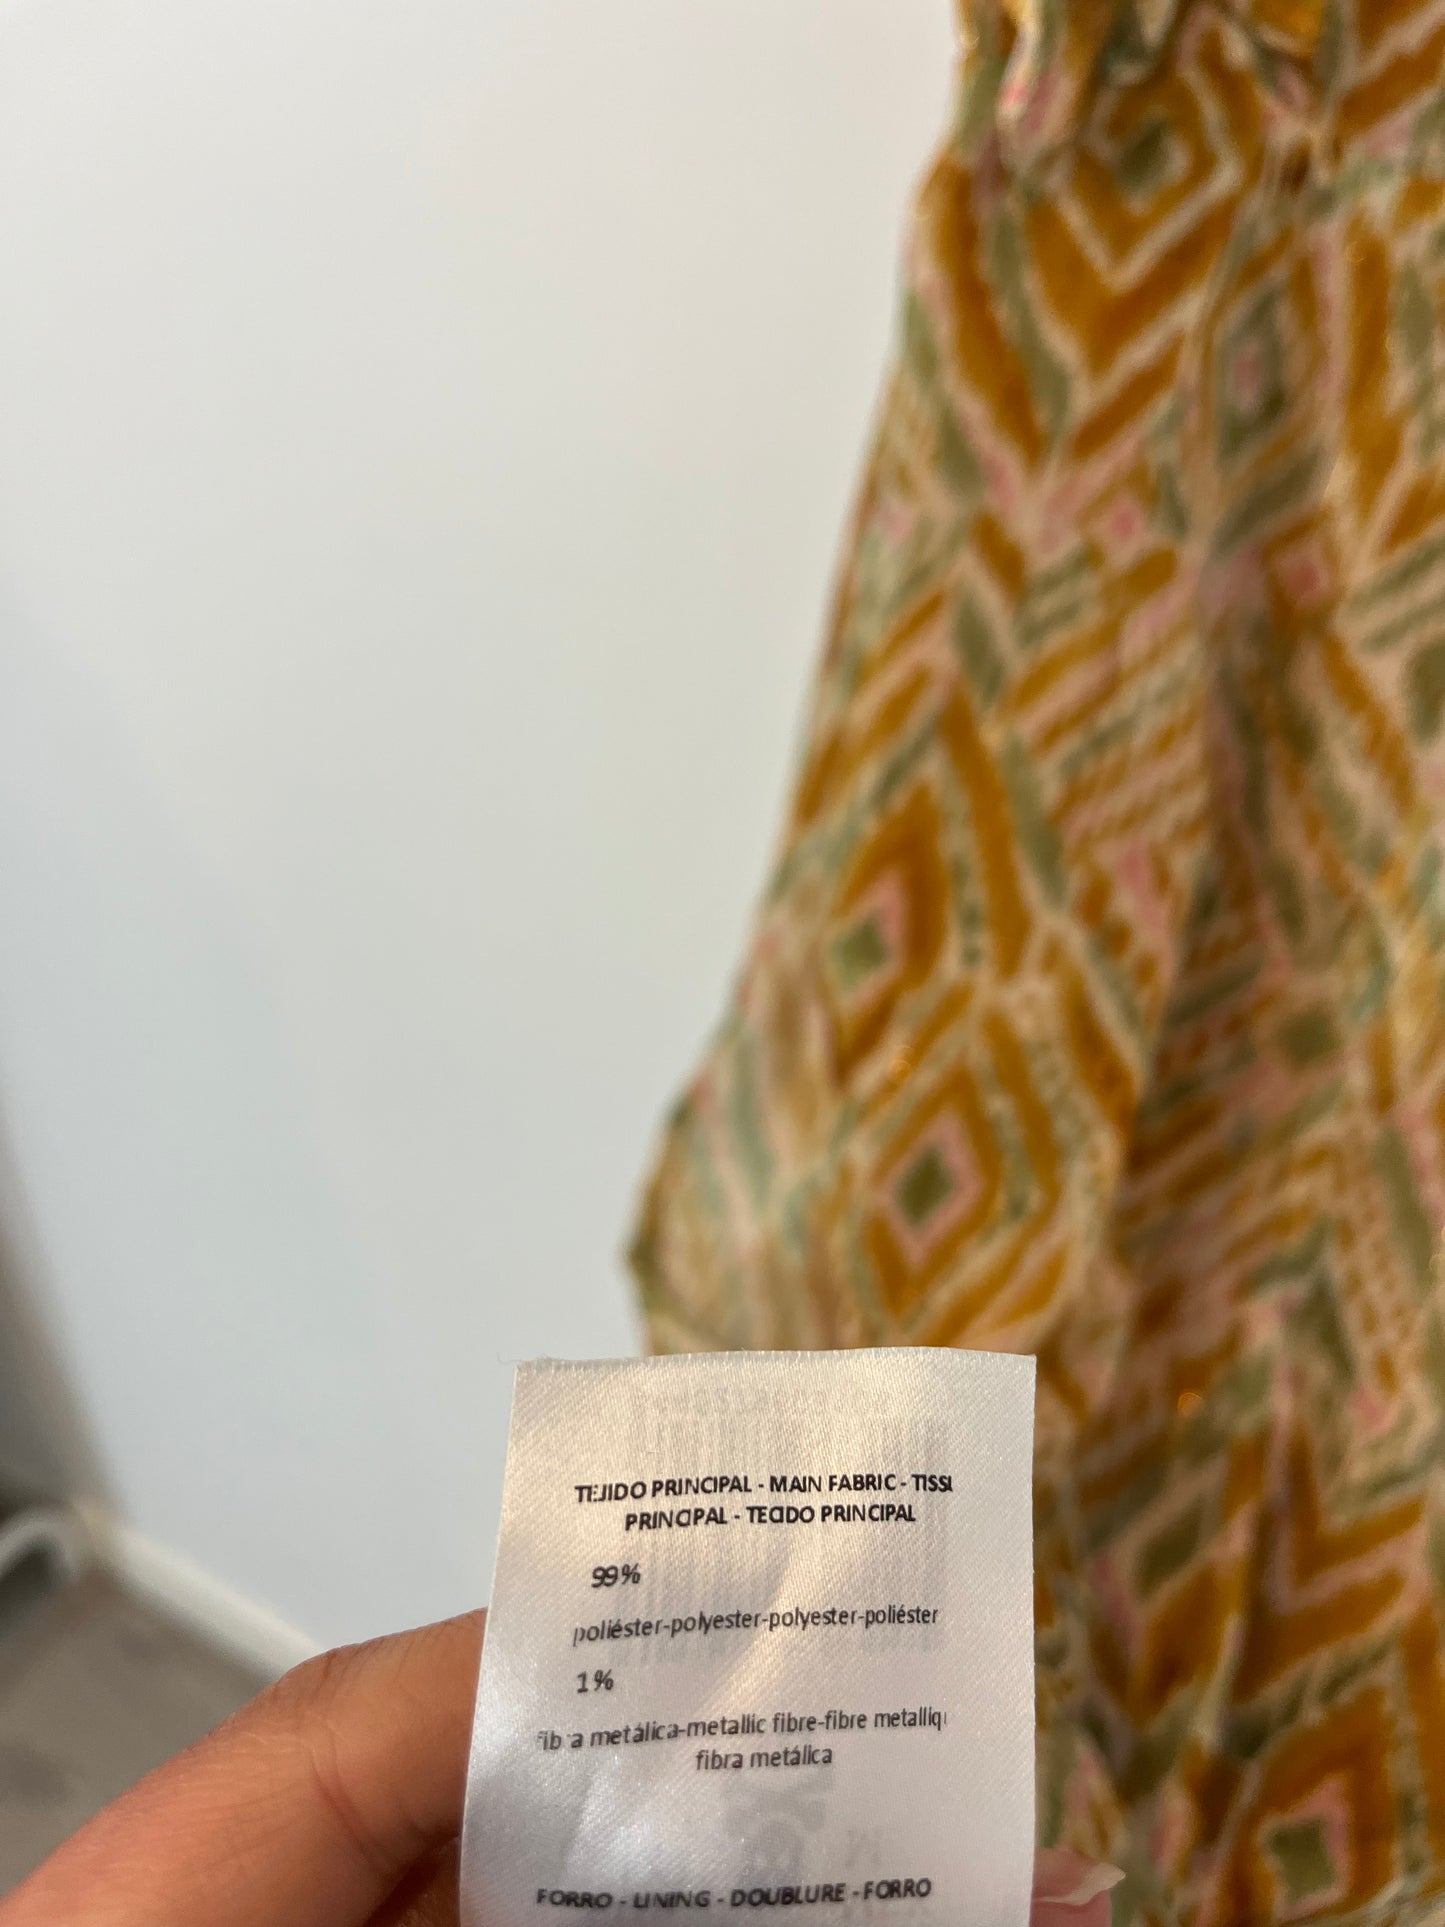 TEJIDO PRINCIPAL - MAIN FABRIC - TISSU
PRINCIPAL - TECIDO PRINCIPAL
99%
poliéster-polyester-polyester-poliéster
1%
fibra metálica-metallic fibre-fibre metalliq
fibra metálica
FORRO - LINING - DOUBLURE - FORRO